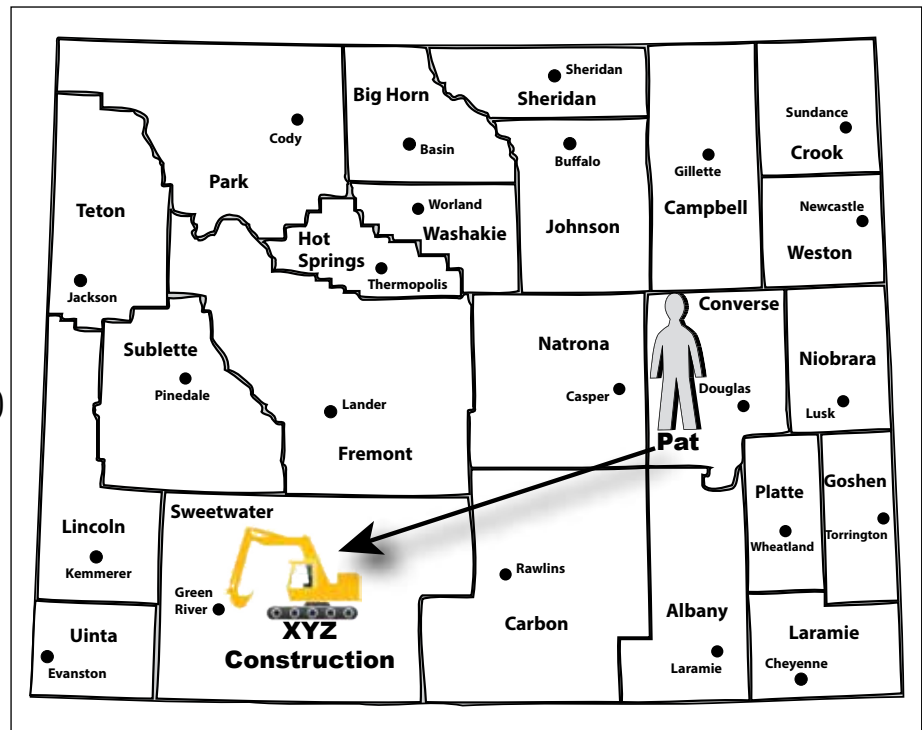 Sheridan
Big Horn
Sheridan
Sundance
Cody
Basin
Buffalo
Gillette
Crook
Park
Teton
Worland
Campbell
Newcastle
Washakie
Johnson
Hot
Springs
Weston
Jackson
Thermopolis
Converse
Sublette
Natrona
Niobrara
Pinedale
Casper
Douglas
Lander
Lusk
Fremont
Pat
Platte
Goshen
Sweetwater
Lincoln
Wheatland
Torrington
Kemmerer
Rawlins
Green
River
Albany
XYZ
Construction
Carbon
Uinta
Laramie
Evanston
Laramie
Cheyenne
)